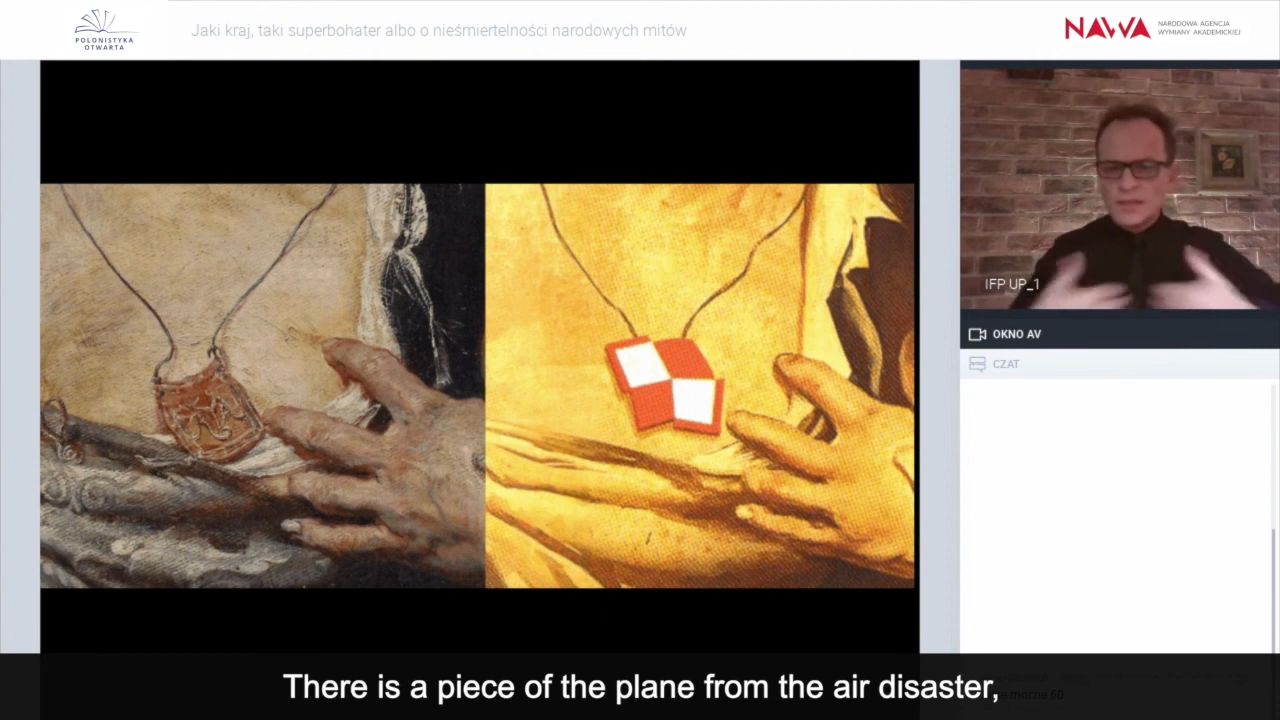 POLONISTYKA
OTWARTA
Jaki kraj, taki superbohater albo o nieśmiertelności narodowych mitów
NAWA
NARODOWA AGENCJA
WYMIANY AKADEMICKIEJ
IFP UP_1
OKNO AV
CZAT
There is a piece of the plane from the air disaster,